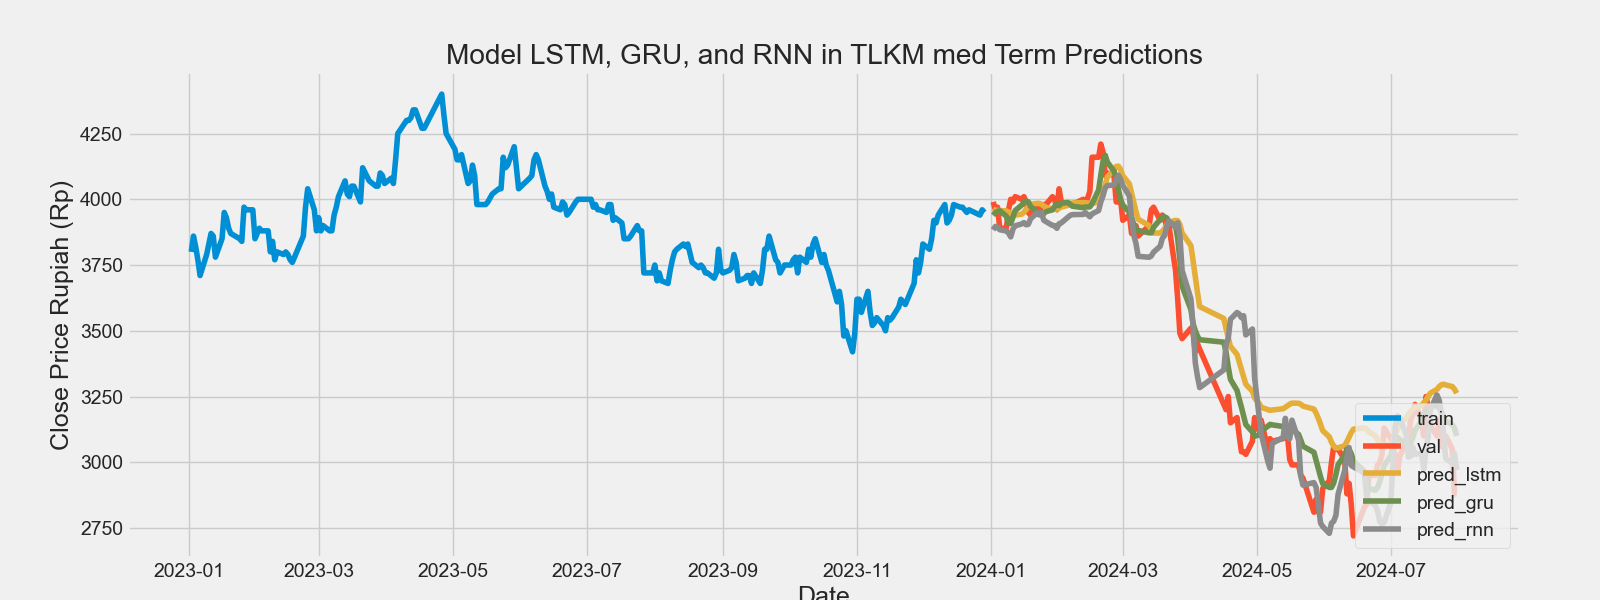 Model LSTM, GRU, and RNN in TLKM med Term Predictions
Close Price Rupiah (Rp)
4250
4000
3750
3500
3250
3000
2750
train
val
pred_lstm
pred_gru
pred_rnn
2023-01 2023-03 2023-05 2023-07 2023-09 2023-11 2024-01 2024-03 2024-05 2024-07
Date